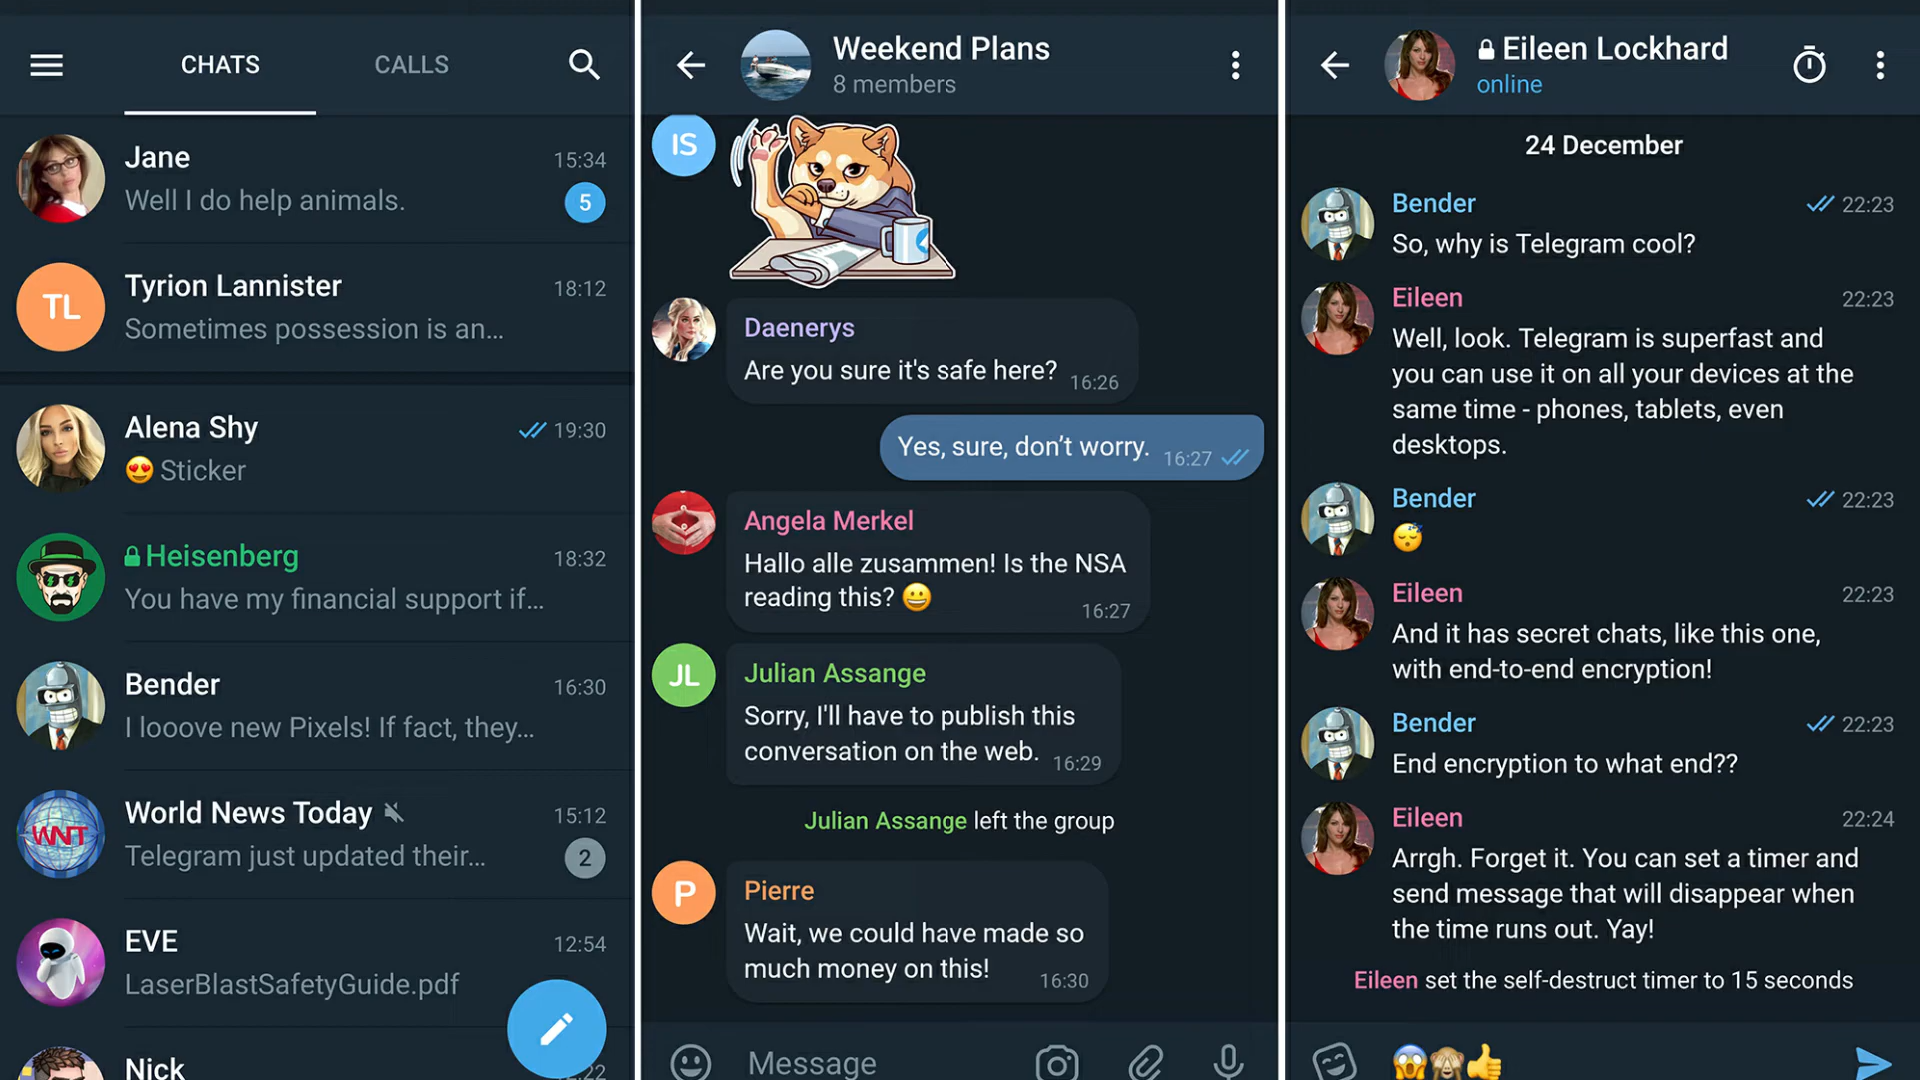 CHATS
CALLS
Jane
15:34
Well I do help animals.
5
TL
Tyrion Lannister
18:12
Sometimes possession is an...
Alena Shy
19:30
😍 Sticker
Heisenberg
18:32
You have my financial support if...
Bender
16:30
I looove new Pixels! If fact, they...
WNT
World News Today
15:12
Telegram just updated their...
2
EVE
12:54
LaserBlastSafetyGuide.pdf
Nick
Weekend Plans
8 members
IS
Daenerys
Are you sure it's safe here?
16:26
Yes, sure, don’t worry.
16:27
Angela Merkel
Hallo alle zusammen! Is the NSA
reading this? 😀
16:27
JL
Julian Assange
Sorry, I'll have to publish this
conversation on the web.
16:29
Julian Assange left the group
P
Pierre
Wait, we could have made so
much money on this!
16:30
Message
Eileen Lockhard
online
24 December
Bender
22:23
So, why is Telegram cool?
Eileen
22:23
Well, look. Telegram is superfast and
you can use it on all your devices at the
same time - phones, tablets, even
desktops.
Bender
22:23
😴
Eileen
22:23
And it has secret chats, like this one,
with end-to-end encryption!
Bender
22:23
End encryption to what end??
Eileen
22:24
Arrgh. Forget it. You can set a timer and
send message that will disappear when
the time runs out. Yay!
Eileen set the self-destruct timer to 15 seconds
😱🙈👍